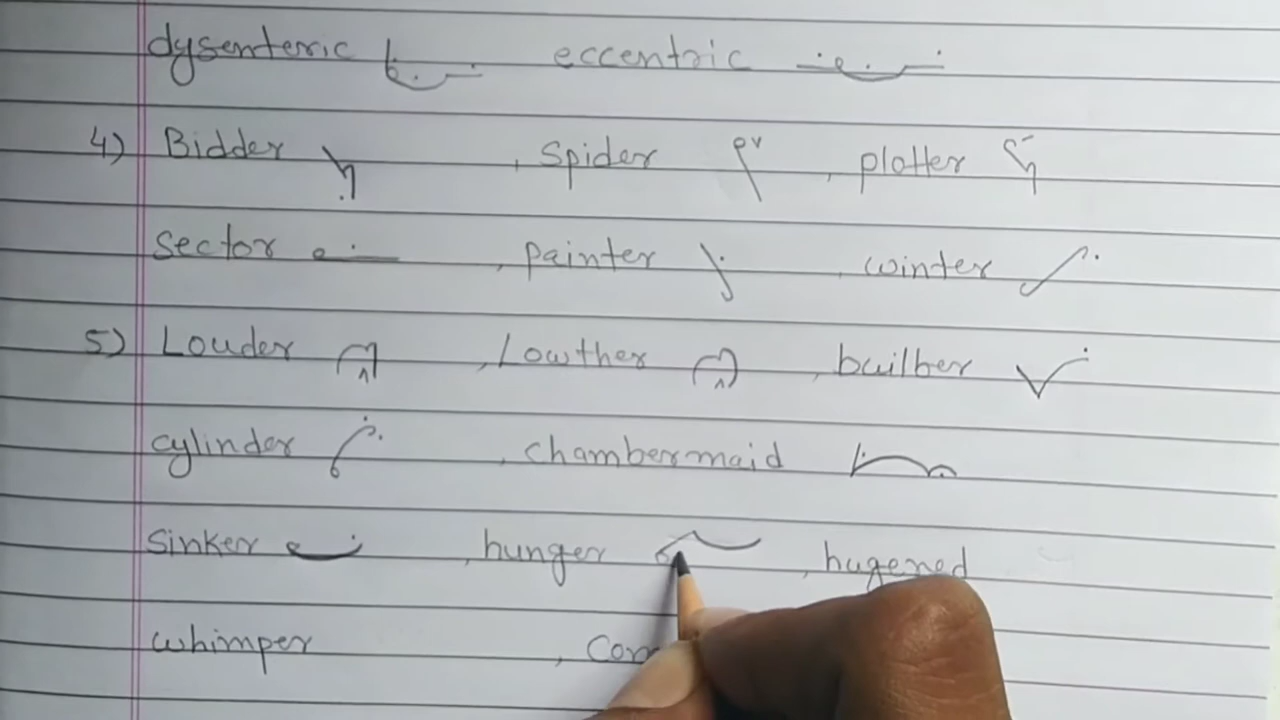 dysenteric eccentric
4) Bidder , Spider , plotter
Sector , painter , winter
5) Louder , Lowther , builber
cylinder , chambermaid
Sinker , hunger , hugened
whimper ,